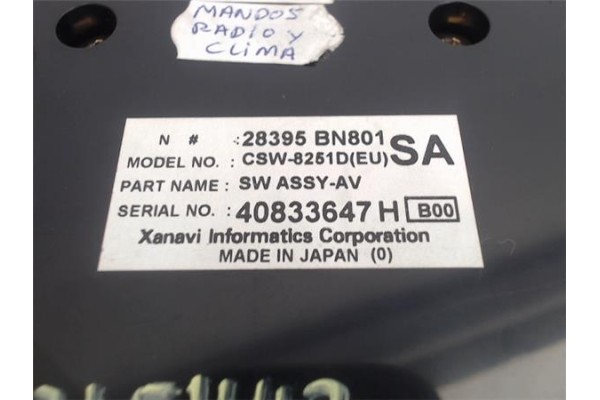 MANDOS
RADIO Y
CLIMA
N # : 28395 BN801 SA
MODEL NO. : CSW-8251D(EU)
PART NAME : SW ASSY-AV
SERIAL NO. : 40833647 H B00
Xanavi Informatics Corporation
MADE IN JAPAN (0)